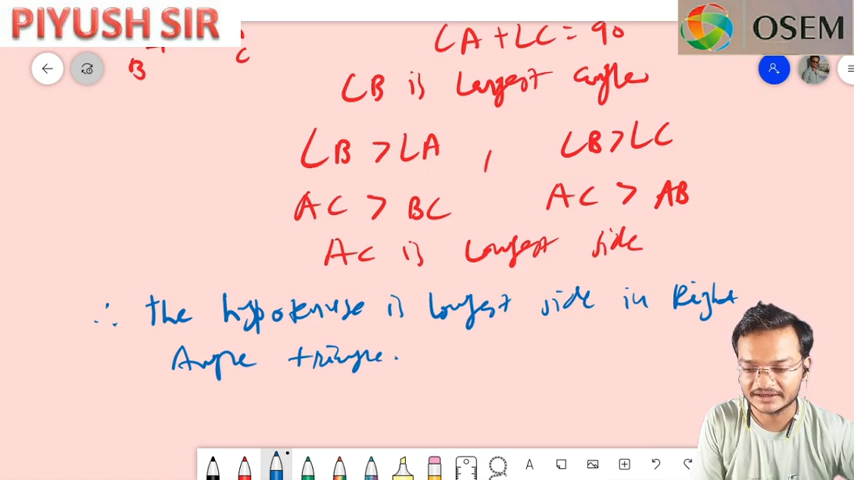 PIYUSH SIR
OSEM
B C
∠A + ∠C = 90
∠B is largest angle
∠B > ∠A , ∠B > ∠C
AC > BC AC > AB
AC is longest side
∴ The hypotenuse is longest side in Right
Angle triangle.
A